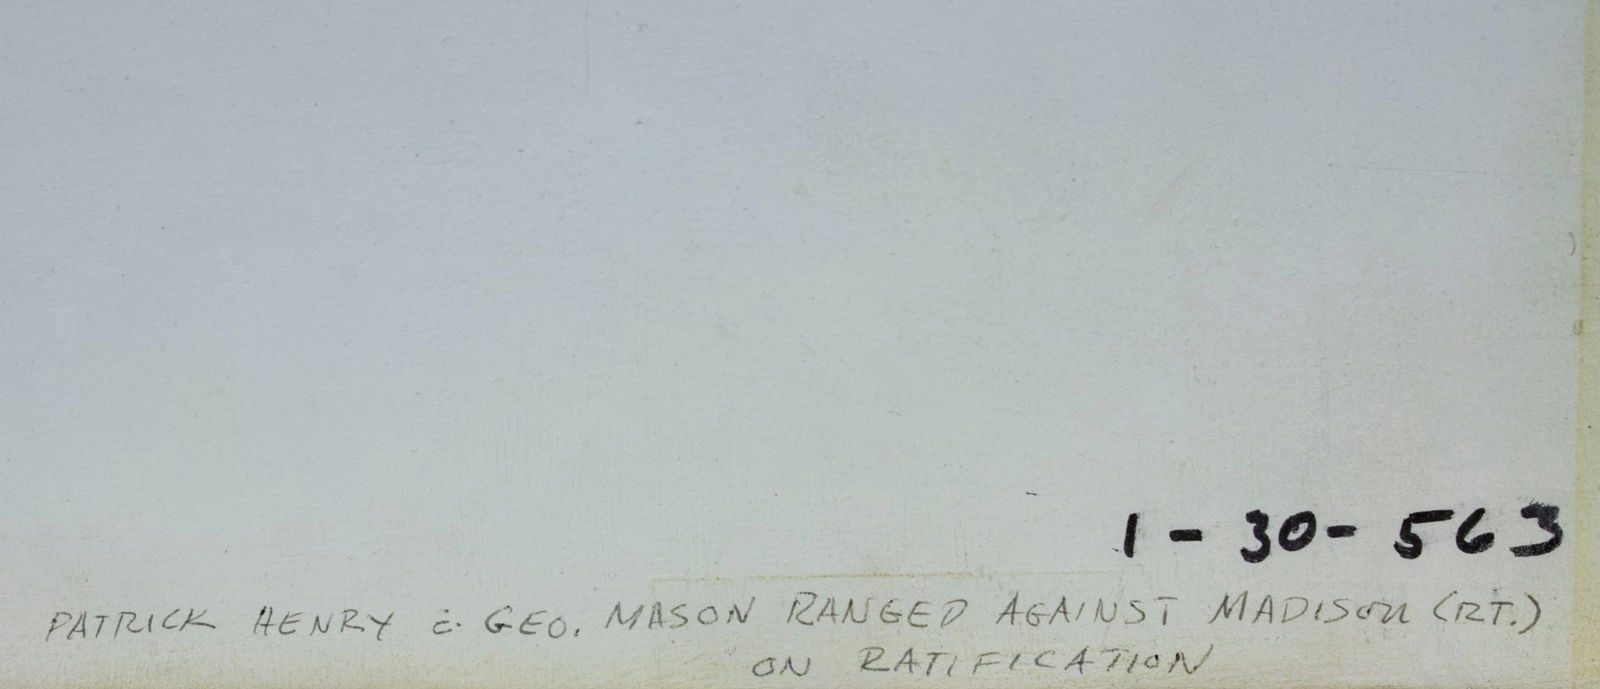 1 - 30 - 563
PATRICK HENRY & GEO. MASON RANGED AGAINST MADISON (RT.)
ON RATIFICATION